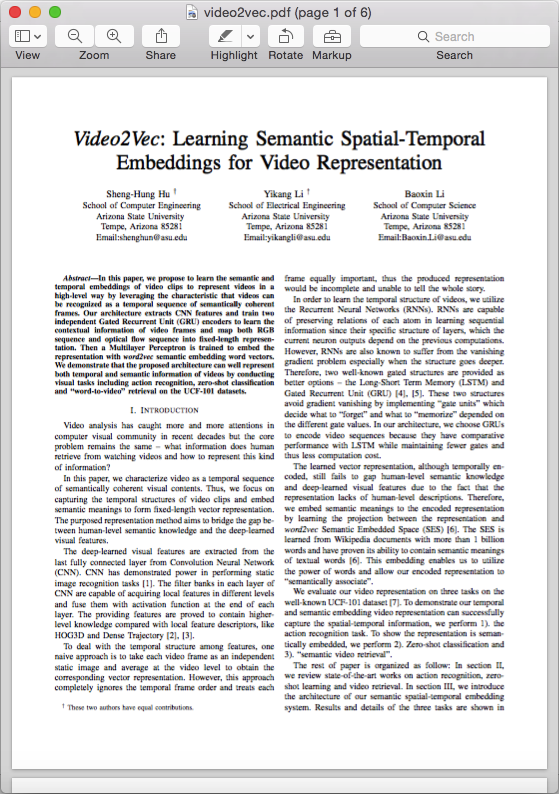 video2vec.pdf (page 1 of 6)
View
Zoom
Share
Highlight
Rotate
Markup
Search
Search
Video2Vec: Learning Semantic Spatial-Temporal
Embeddings for Video Representation
Sheng-Hung Hu †
School of Computer Engineering
Arizona State University
Tempe, Arizona 85281
Email:shenghun@asu.edu
Yikang Li †
School of Electrical Engineering
Arizona State University
Tempe, Arizona 85281
Email:yikangli@asu.edu
Baoxin Li
School of Computer Science
Arizona State University
Tempe, Arizona 85281
Email:Baoxin.Li@asu.edu
Abstract—In this paper, we propose to learn the semantic and
temporal embeddings of video clips to represent videos in a
high-level way by leveraging the characteristic that videos can
be recognized as a temporal sequence of semantically coherent
frames. Our architecture extracts CNN features and train two
independent Gated Recurrent Unit (GRU) encoders to learn the
contextual information of video frames and map both RGB
sequence and optical flow sequence into fixed-length represen-
tation. Then a Multilayer Perceptron is trained to embed the
representation with word2vec semantic embedding word vectors.
We demonstrate that the proposed architecture can well represent
both temporal and semantic information of videos by conducting
visual tasks including action recognition, zero-shot classification
and "word-to-video" retrieval on the UCF-101 datasets.
I. INTRODUCTION
Video analysis has caught more and more attentions in
computer visual community in recent decades but the core
problem remains the same – what information does human
retrieve from watching videos and how to represent this kind
of information?
In this paper, we characterize video as a temporal sequence
of semantically coherent visual contents. Thus, we focus on
capturing the temporal structures of video clips and embed
semantic meanings to form fixed-length vector representation.
The purposed representation method aims to bridge the gap be-
tween human-level semantic knowledge and the deep-learned
visual features.
The deep-learned visual features are extracted from the
last fully connected layer from Convolution Neural Network
(CNN). CNN has demonstrated power in performing static
image recognition tasks [1]. The filter banks in each layer of
CNN are capable of acquiring local features in different levels
and fuse them with activation function at the end of each
layer. The providing features are proved to contain higher-
level knowledge compared with local feature descriptors, like
HOG3D and Dense Trajectory [2], [3].
To deal with the temporal structure among features, one
naive approach is to take each video frame as an independent
static image and average at the video level to obtain the
corresponding vector representation. However, this approach
completely ignores the temporal frame order and treats each
† These two authors have equal contributions.
frame equally important, thus the produced representation
would be incomplete and unable to tell the whole story.
In order to learn the temporal structure of videos, we utilize
the Recurrent Neural Networks (RNNs). RNNs are capable
of preserving relations of each atom in learning sequential
information since their specific structure of layers, which the
current neuron outputs depend on the previous computations.
However, RNNs are also known to suffer from the vanishing
gradient problem especially when the structure goes deeper.
Therefore, two well-known gated structures are provided as
better options – the Long-Short Term Memory (LSTM) and
Gated Recurrent Unit (GRU) [4], [5]. These two structures
avoid gradient vanishing by implementing "gate units" which
decide what to "forget" and what to "memorize" depended on
the different gate values. In our architecture, we choose GRUs
to encode video sequences because they have comparative
performance with LSTM while maintaining fewer gates and
thus less computation cost.
The learned vector representation, although temporally en-
coded, still fails to gap human-level semantic knowledge
and deep-learned visual features due to the fact that the
representation lacks of human-level descriptions. Therefore,
we embed semantic meanings to the encoded representation
by learning the projection between the representation and
word2vec Semantic Embedded Space (SES) [6]. The SES is
learned from Wikipedia documents with more than 1 billion
words and have proven its ability to contain semantic meanings
of textual words [6]. This embedding enables us to utilize
the power of words and allow our encoded representation to
"semantically associate".
We evaluate our video representation on three tasks on the
well-known UCF-101 dataset [7]. To demonstrate our temporal
and semantic embedding video representation can successfully
capture the spatial-temporal information, we perform 1). the
action recognition task. To show the representation is seman-
tically embedded, we perform 2). Zero-shot classification and
3). "semantic video retrieval".
The rest of paper is organized as follow: In section II,
we review state-of-the-art works on action recognition, zero-
shot learning and video retrieval. In section III, we introduce
the architecture of our semantic spatial-temporal embedding
system. Results and details of the three tasks are shown in